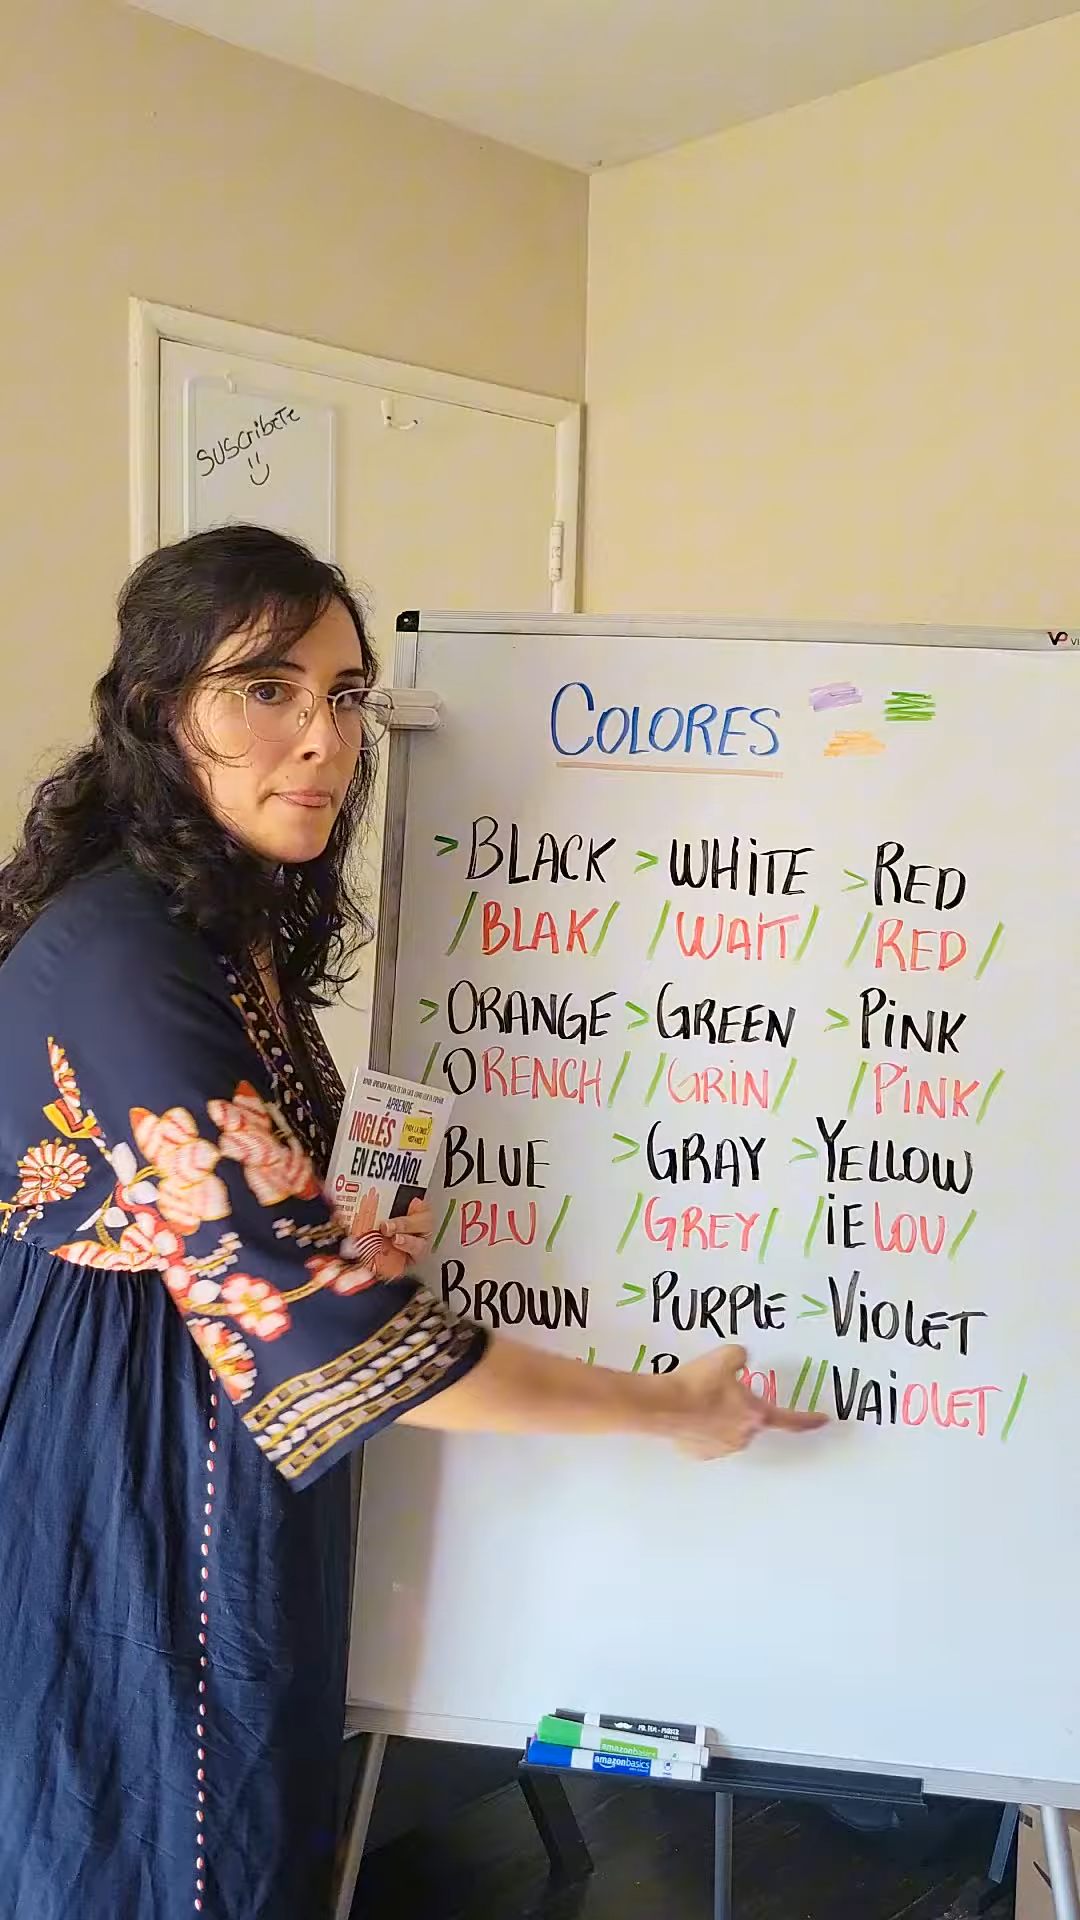 SUSCRIBETE
VP
COLORES
> BLACK > WHITE > RED
/BLAK/ /WAIT/ /RED/
> ORANGE > GREEN > PINK
/ORENCH/ /GRIN/ /PINK/
BLUE > GRAY > YELLOW
/BLU/ /GREY/ /IELOU/
BROWN > PURPLE > VIOLET
/VAIOLET/
APRENDE
INGLÉS
EN ESPAÑOL
amazonbasics
amazonbasics